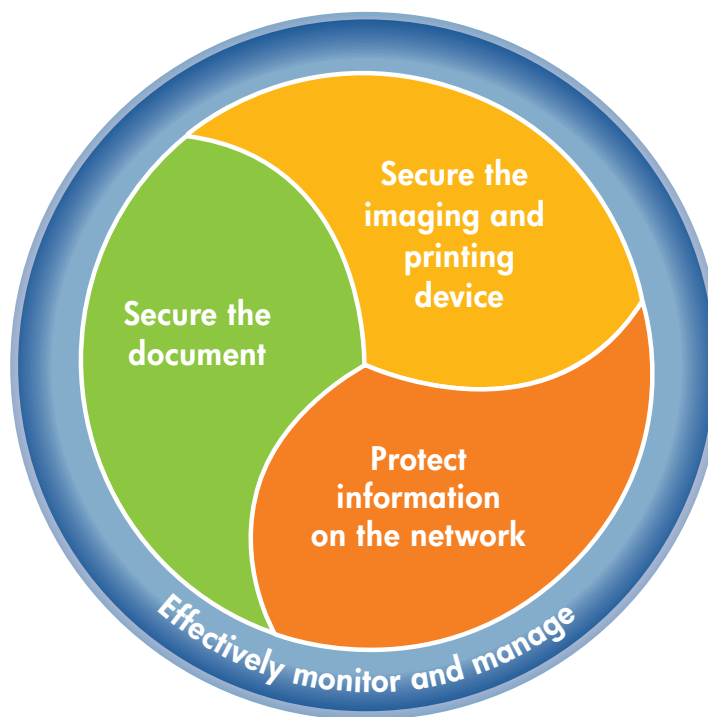 Secure the
imaging and
printing
device
Secure the
document
Protect
information
on the network
Effectively monitor and manage